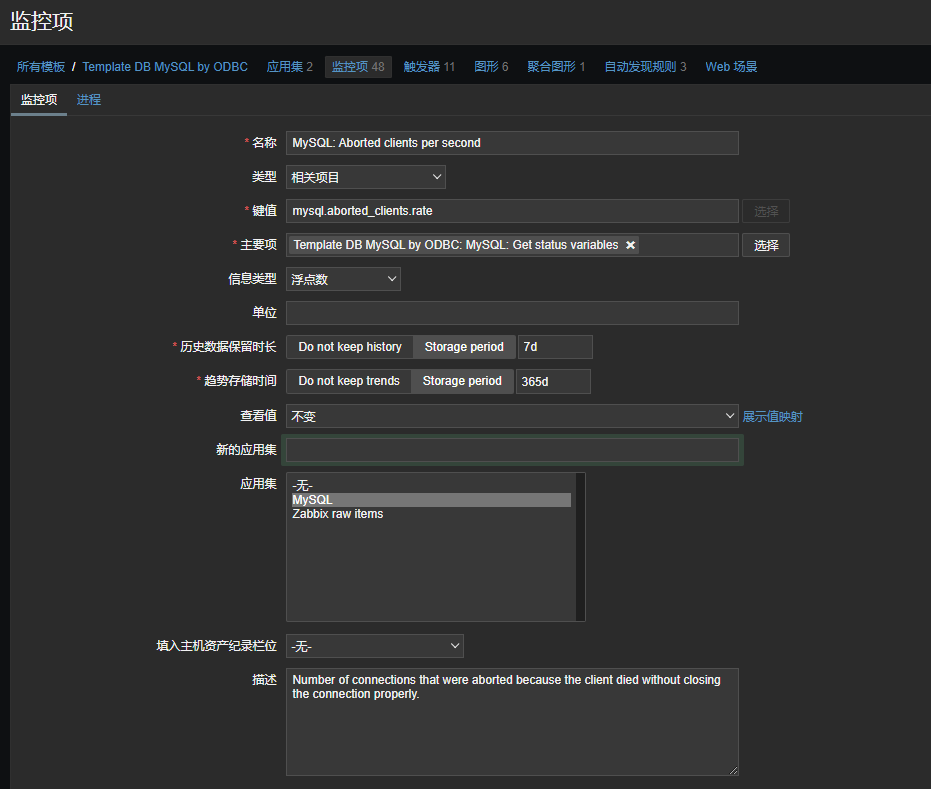 监控项
所有模板 / Template DB MySQL by ODBC 应用集 2 监控项 48 触发器 11 图形 6 聚合图形 1 自动发现规则 3 Web 场景
监控项 进程
* 名称 MySQL: Aborted clients per second
类型 相关项目
* 键值 mysql.aborted_clients.rate 选择
* 主要项 Template DB MySQL by ODBC: MySQL: Get status variables ✖ 选择
信息类型 浮点数
单位
* 历史数据保留时长 Do not keep history Storage period 7d
* 趋势存储时间 Do not keep trends Storage period 365d
查看值 不变 展示值映射
新的应用集
应用集 -无-
MySQL
Zabbix raw items
填入主机资产纪录栏位 -无-
描述 Number of connections that were aborted because the client died without closing
the connection properly.